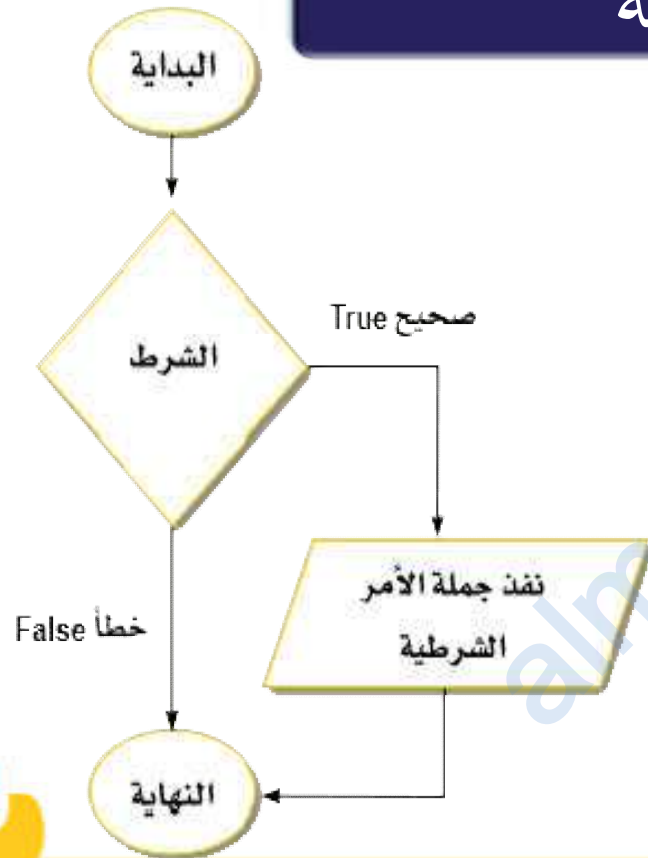 البداية
الشرط
صحيح True
نفذ جملة الأمر
الشرطية
خطأ False
النهاية